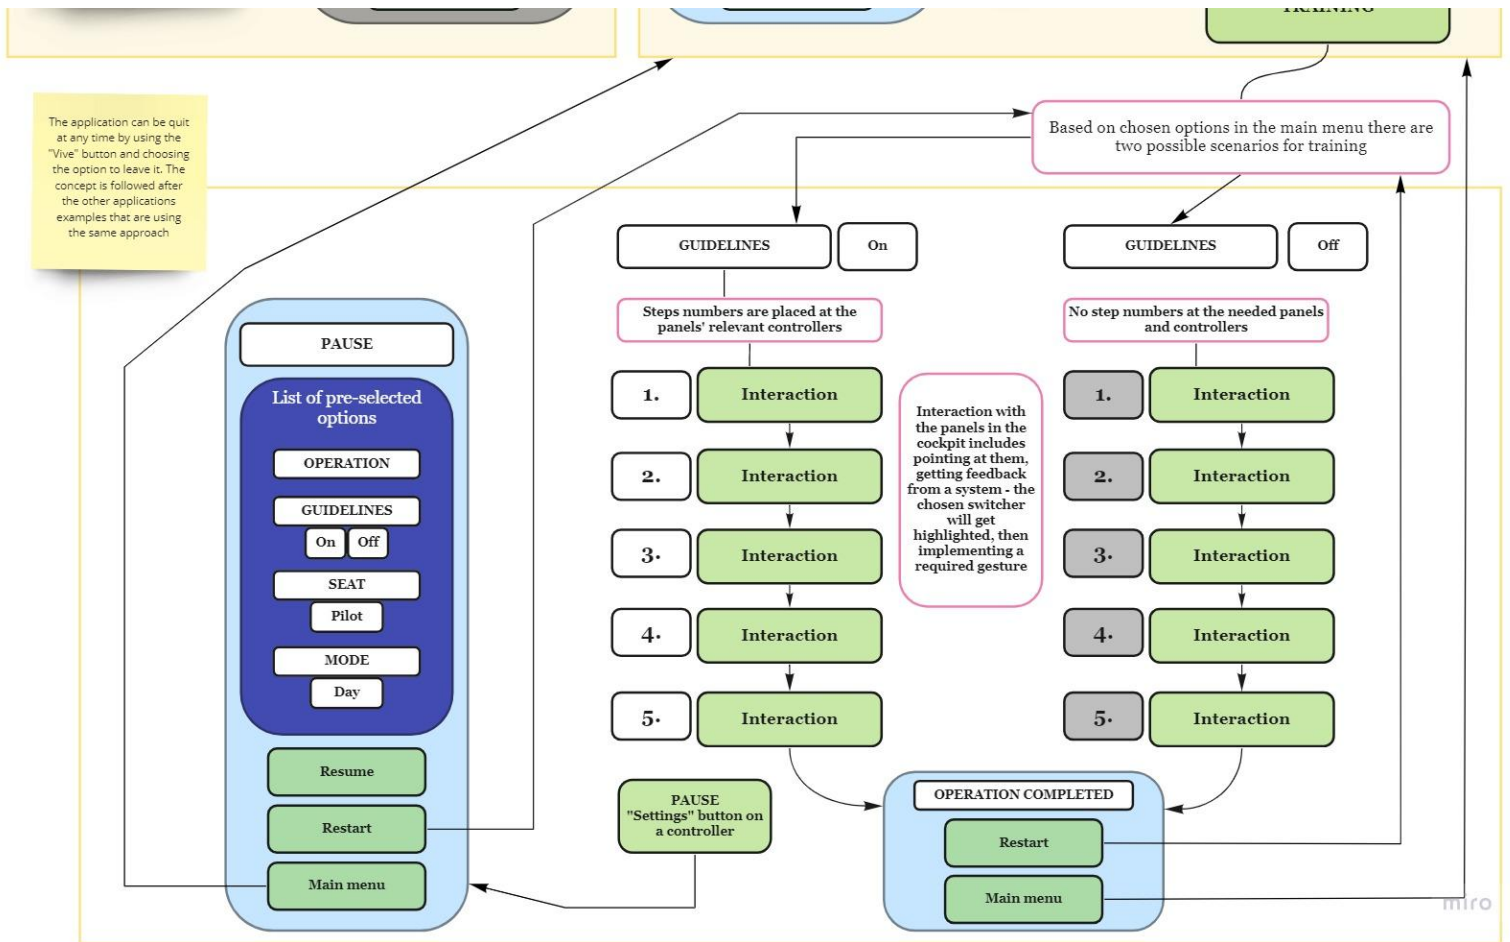 TRAINING
The application can be quit
at any time by using the
"Vive" button and choosing
the option to leave it. The
concept is followed after
the other applications
examples that are using
the same approach
Based on chosen options in the main menu there are
two possible scenarios for training
GUIDELINES
On
GUIDELINES
Off
Steps numbers are placed at the
panels' relevant controllers
No step numbers at the needed panels
and controllers
PAUSE
List of pre-selected
options
OPERATION
GUIDELINES
On
Off
SEAT
Pilot
MODE
Day
Resume
Restart
Main menu
1.
Interaction
2.
Interaction
3.
Interaction
4.
Interaction
5.
Interaction
Interaction with
the panels in the
cockpit includes
pointing at them,
getting feedback
from a system - the
chosen switcher
will get
highlighted, then
implementing a
required gesture
1.
Interaction
2.
Interaction
3.
Interaction
4.
Interaction
5.
Interaction
PAUSE
"Settings" button on
a controller
OPERATION COMPLETED
Restart
Main menu
miro